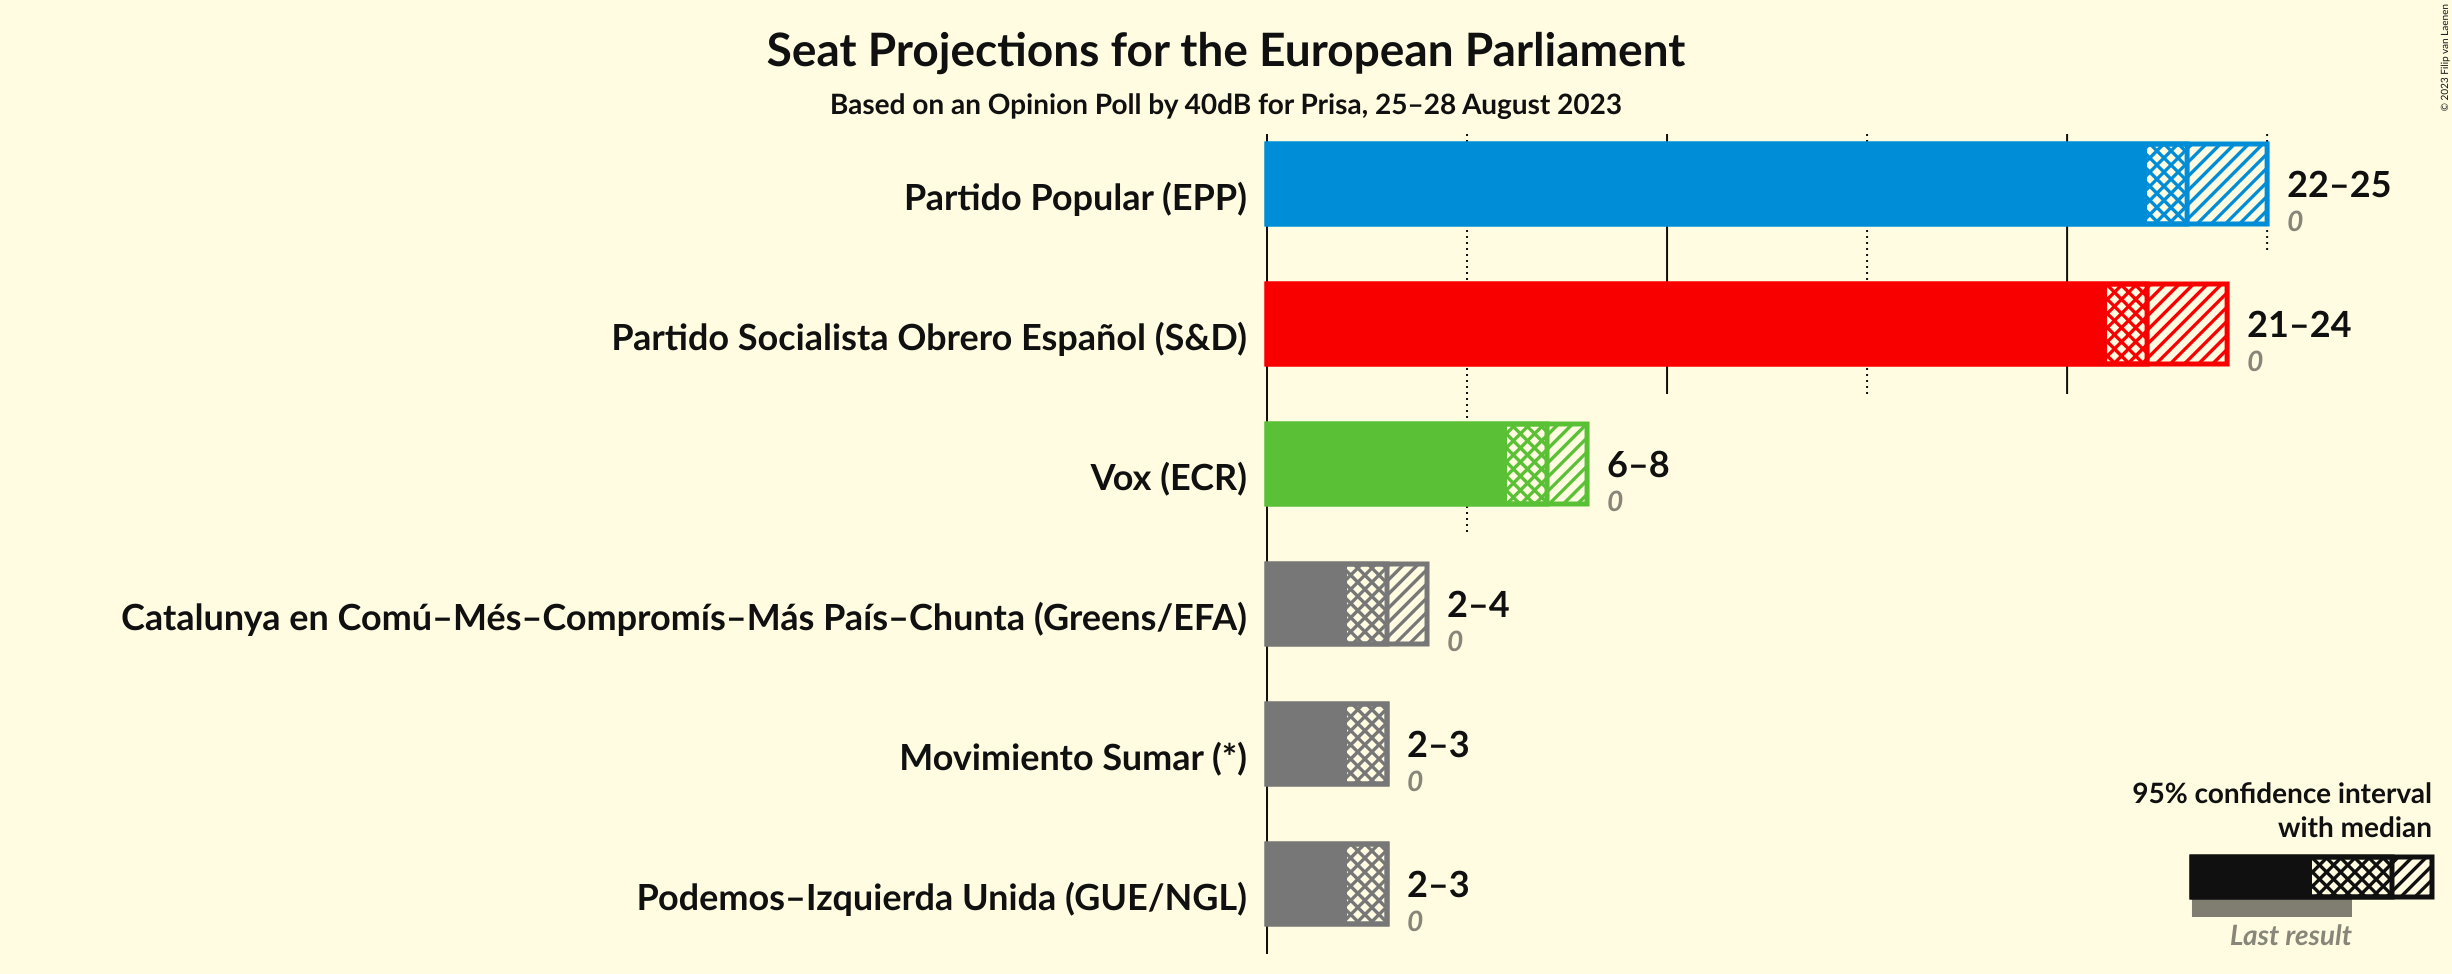 Seat Projections for the European Parliament
Based on an Opinion Poll by 40dB for Prisa, 25–28 August 2023
© 2023 Filip van Laenen
Partido Popular (EPP)
22–25
0
Partido Socialista Obrero Español (S&D)
21–24
0
Vox (ECR)
6–8
0
Catalunya en Comú–Més–Compromís–Más País–Chunta (Greens/EFA)
2–4
0
Movimiento Sumar (*)
2–3
0
Podemos–Izquierda Unida (GUE/NGL)
2–3
0
95% confidence interval
with median
Last result